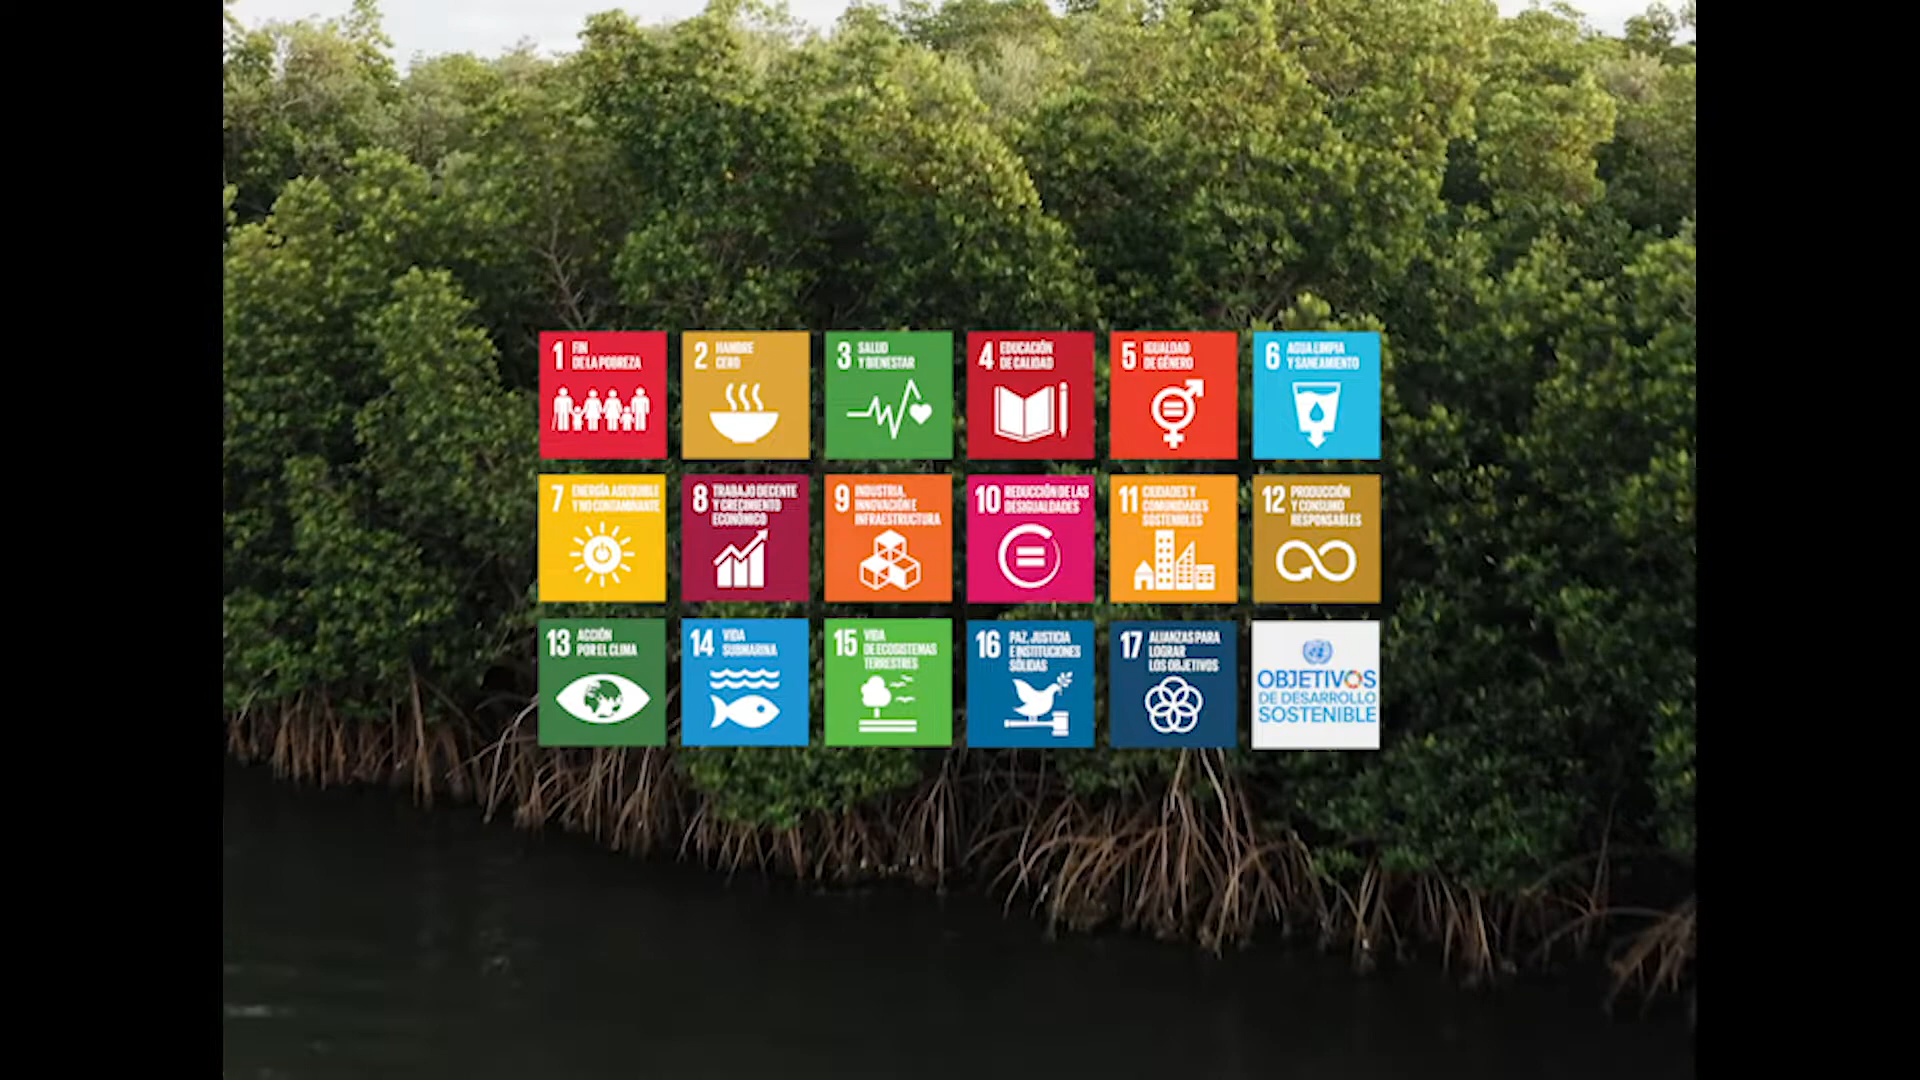 1 FIN
DE LA POBREZA
2 HAMBRE
CERO
3 SALUD
Y BIENESTAR
4 EDUCACIÓN
DE CALIDAD
5 IGUALDAD
DE GÉNERO
6 AGUA LIMPIA
Y SANEAMIENTO
7 ENERGÍA ASEQUIBLE
Y NO CONTAMINANTE
8 TRABAJO DECENTE
Y CRECIMIENTO
ECONÓMICO
9 INDUSTRIA,
INNOVACIÓN E
INFRAESTRUCTURA
10 REDUCCIÓN DE LAS
DESIGUALDADES
11 CIUDADES Y
COMUNIDADES
SOSTENIBLES
12 PRODUCCIÓN
Y CONSUMO
RESPONSABLES
13 ACCIÓN
POR EL CLIMA
14 VIDA
SUBMARINA
15 VIDA
DE ECOSISTEMAS
TERRESTRES
16 PAZ, JUSTICIA
E INSTITUCIONES
SÓLIDAS
17 ALIANZAS PARA
LOGRAR
LOS OBJETIVOS
OBJETIVOS
DE DESARROLLO
SOSTENIBLE